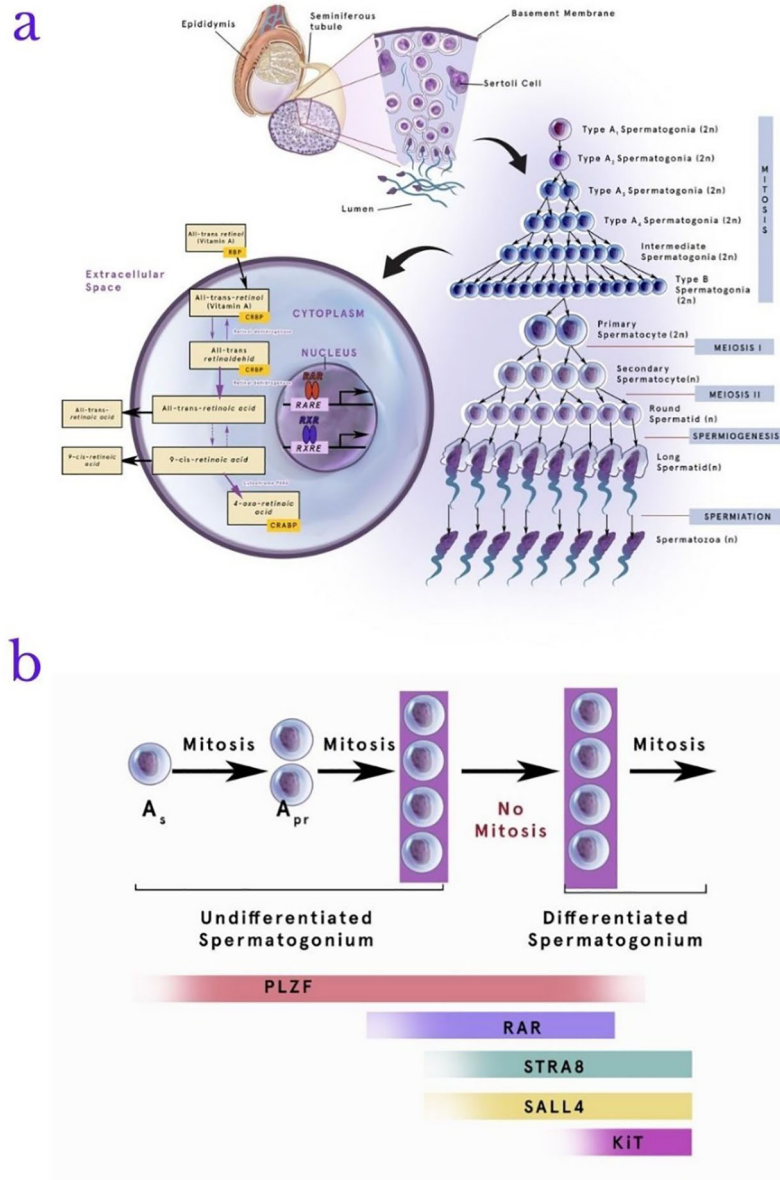 a
Epididymis
Seminiferous
tubule
Basement Membrane
Sertoli Cell
Lumen
Type A₁ Spermatogonia (2n)
Type A₂ Spermatogonia (2n)
Type A₃ Spermatogonia (2n)
Type A₄ Spermatogonia (2n)
Intermediate
Spermatogonia (2n)
Type B
Spermatogonia
(2n)
MITOSIS
Primary
Spermatocyte (2n)
MEIOSIS I
Secondary
Spermatocyte(n)
MEIOSIS II
Round
Spermatid (n)
SPERMIOGENESIS
Long
Spermatid(n)
SPERMIATION
Spermatozoa (n)
All-trans retinol
(Vitamin A)
RBP
Extracellular
Space
All-trans-retinol
(Vitamin A)
CRBP
CYTOPLASM
All-trans
retinoldehid
CRBP
NUCLEUS
RAR
RARE
RXR
RXRE
All-trans-retinoic acid
All-trans-
retinoic acid
9-cis-retinoic acid
9-cis-retinoic
acid
4-oxo-retinoic
acid
CRABP
b
Mitosis
Mitosis
No
Mitosis
Mitosis
As
Apr
Undifferentiated
Spermatogonium
Differentiated
Spermatogonium
PLZF
RAR
STRA8
SALL4
KiT